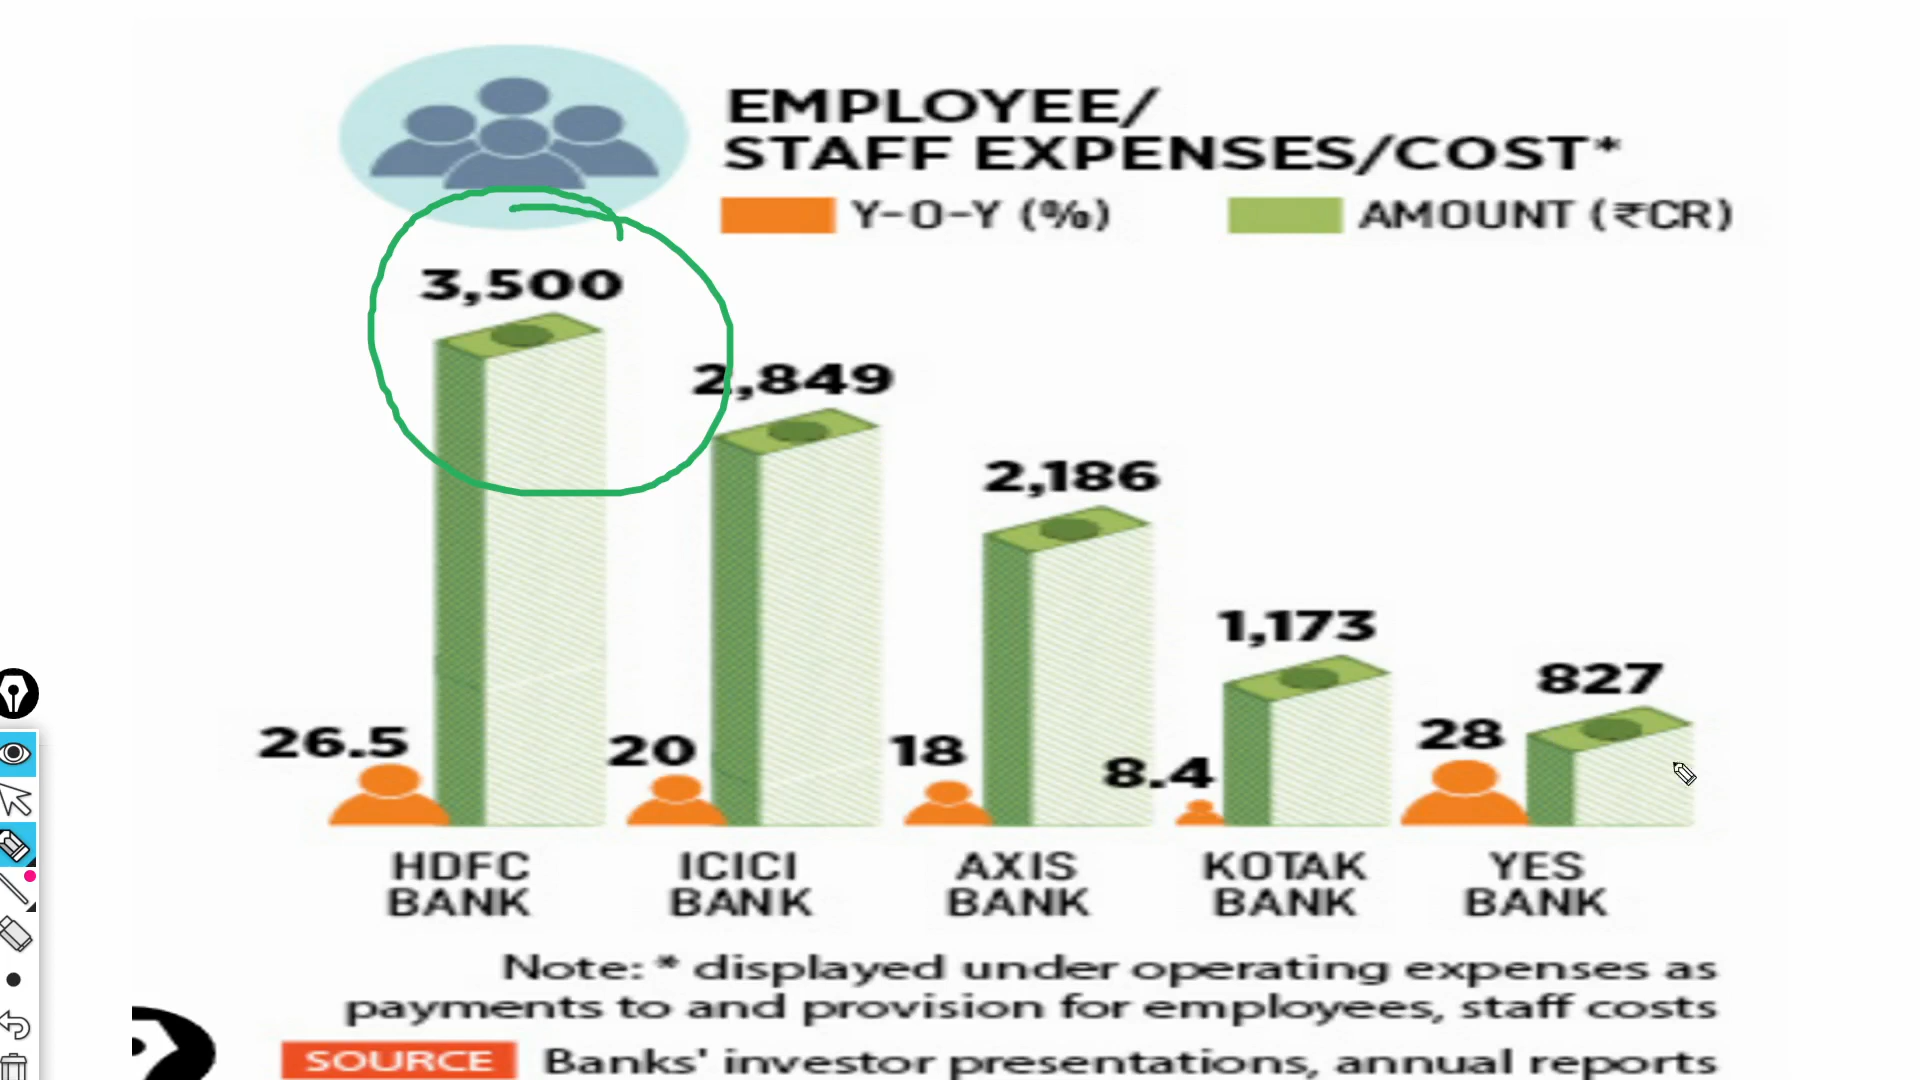 EMPLOYEE/
STAFF EXPENSES/COST*
Y-O-Y (%) AMOUNT (₹CR)
3,500
2,849
2,186
1,173
827
26.5
20
18
8.4
28
HDFC BANK
ICICI BANK
AXIS BANK
KOTAK BANK
YES BANK
Note: * displayed under operating expenses as
payments to and provision for employees, staff costs
SOURCE Banks' investor presentations, annual reports